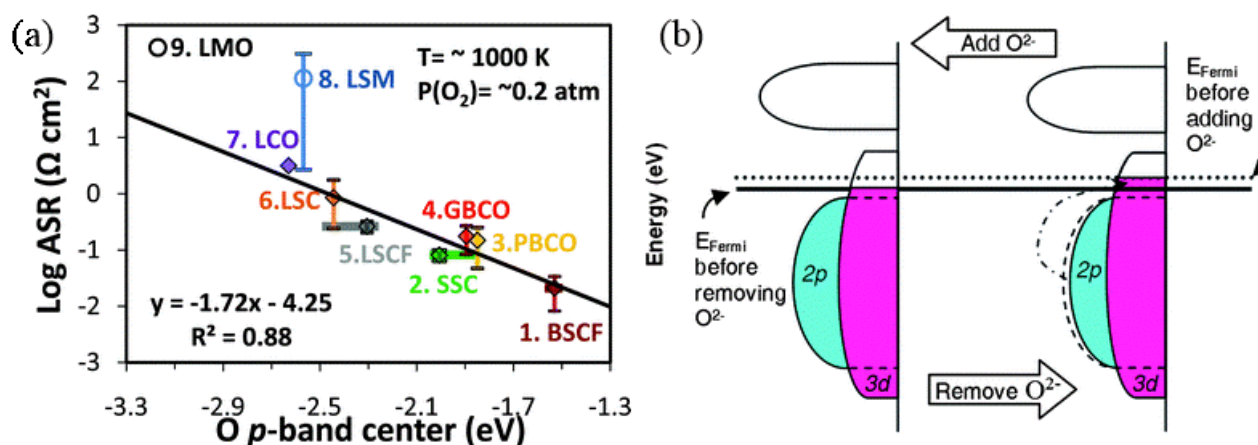 (a)
Log ASR (Ω cm²)
3
2
1
0
-1
-2
-3
9. LMO
T= ~ 1000 K
P(O₂)= ~0.2 atm
8. LSM
7. LCO
6.LSC
4.GBCO
5.LSCF
3.PBCO
2. SSC
1. BSCF
y = -1.72x - 4.25
R² = 0.88
-3.3 -2.9 -2.5 -2.1 -1.7 -1.3
O p-band center (eV)
(b)
Add O²⁻
Energy (eV)
E_Fermi
before
adding
O²⁻
E_Fermi
before
removing
O²⁻
2p
3d
2p
3d
Remove O²⁻